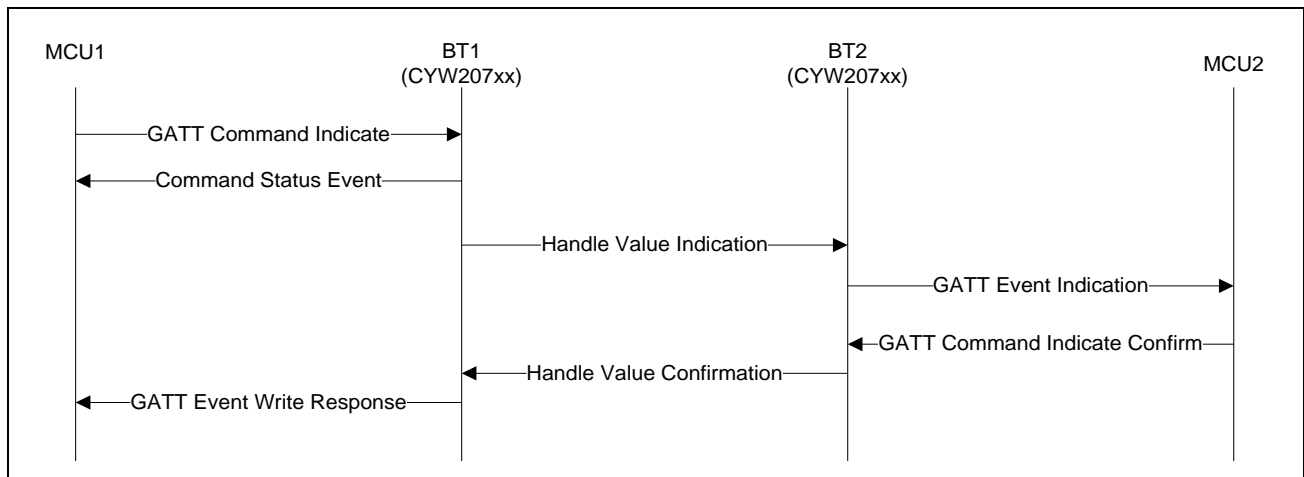 MCU1
BT1
(CYW207xx)
BT2
(CYW207xx)
MCU2
GATT Command Indicate
Command Status Event
Handle Value Indication
GATT Event Indication
GATT Command Indicate Confirm
Handle Value Confirmation
GATT Event Write Response